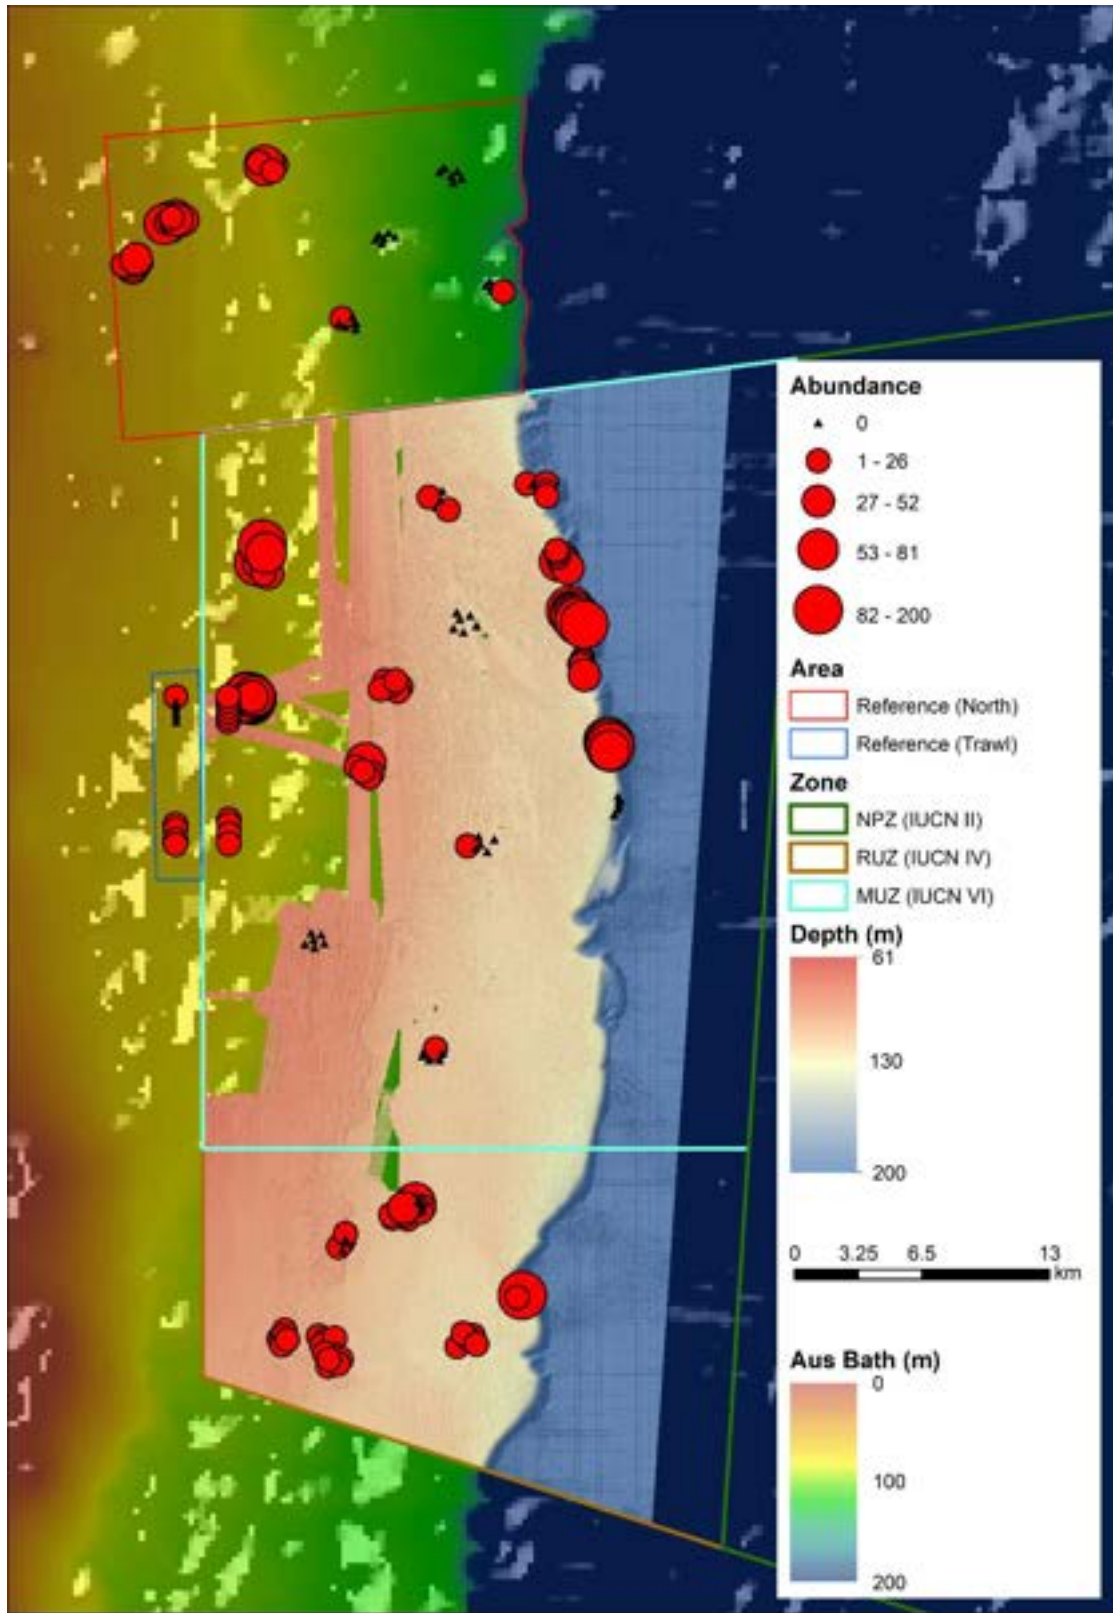 Abundance
0
1 - 26
27 - 52
53 - 81
82 - 200
Area
Reference (North)
Reference (Trawl)
Zone
NPZ (IUCN II)
RUZ (IUCN IV)
MUZ (IUCN VI)
Depth (m)
61
130
200
0 3.25 6.5 13
km
Aus Bath (m)
0
100
200